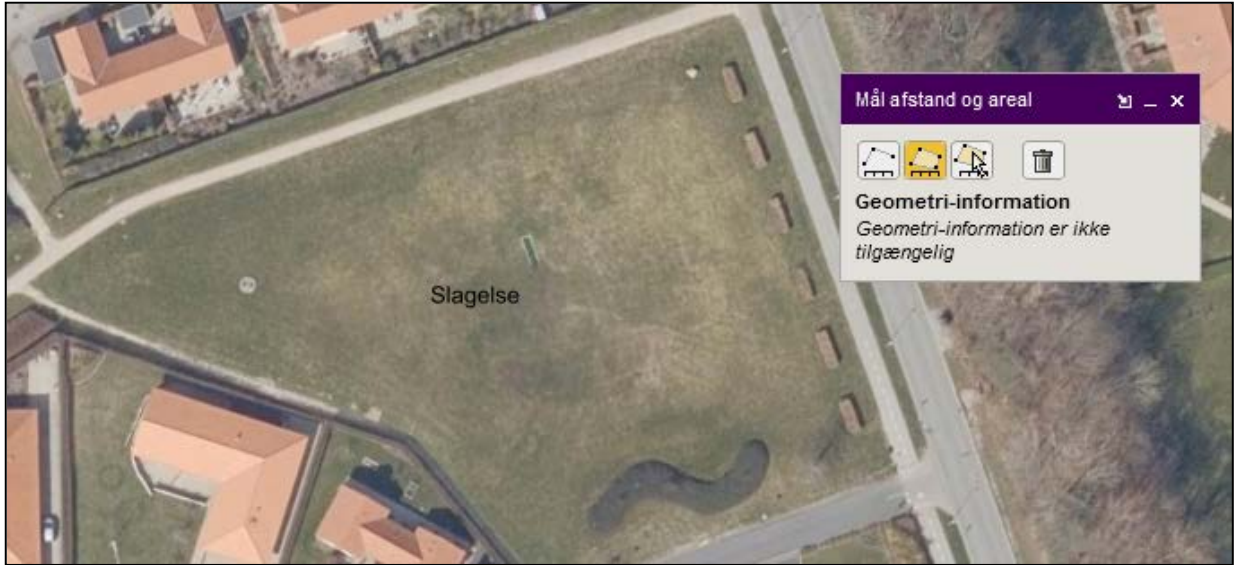 Mål afstand og areal
Geometri-information
Geometri-information er ikke
tilgængelig
Slagelse